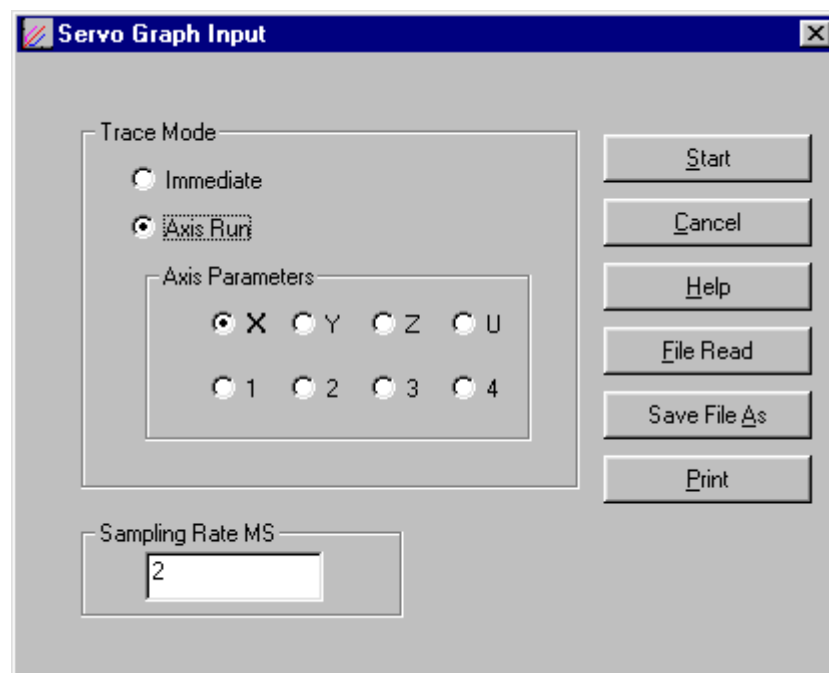 Servo Graph Input
Trace Mode
Immediate
Axis Run
Axis Parameters
X Y Z U
1 2 3 4
Start
Cancel
Help
File Read
Save File As
Print
Sampling Rate MS
2